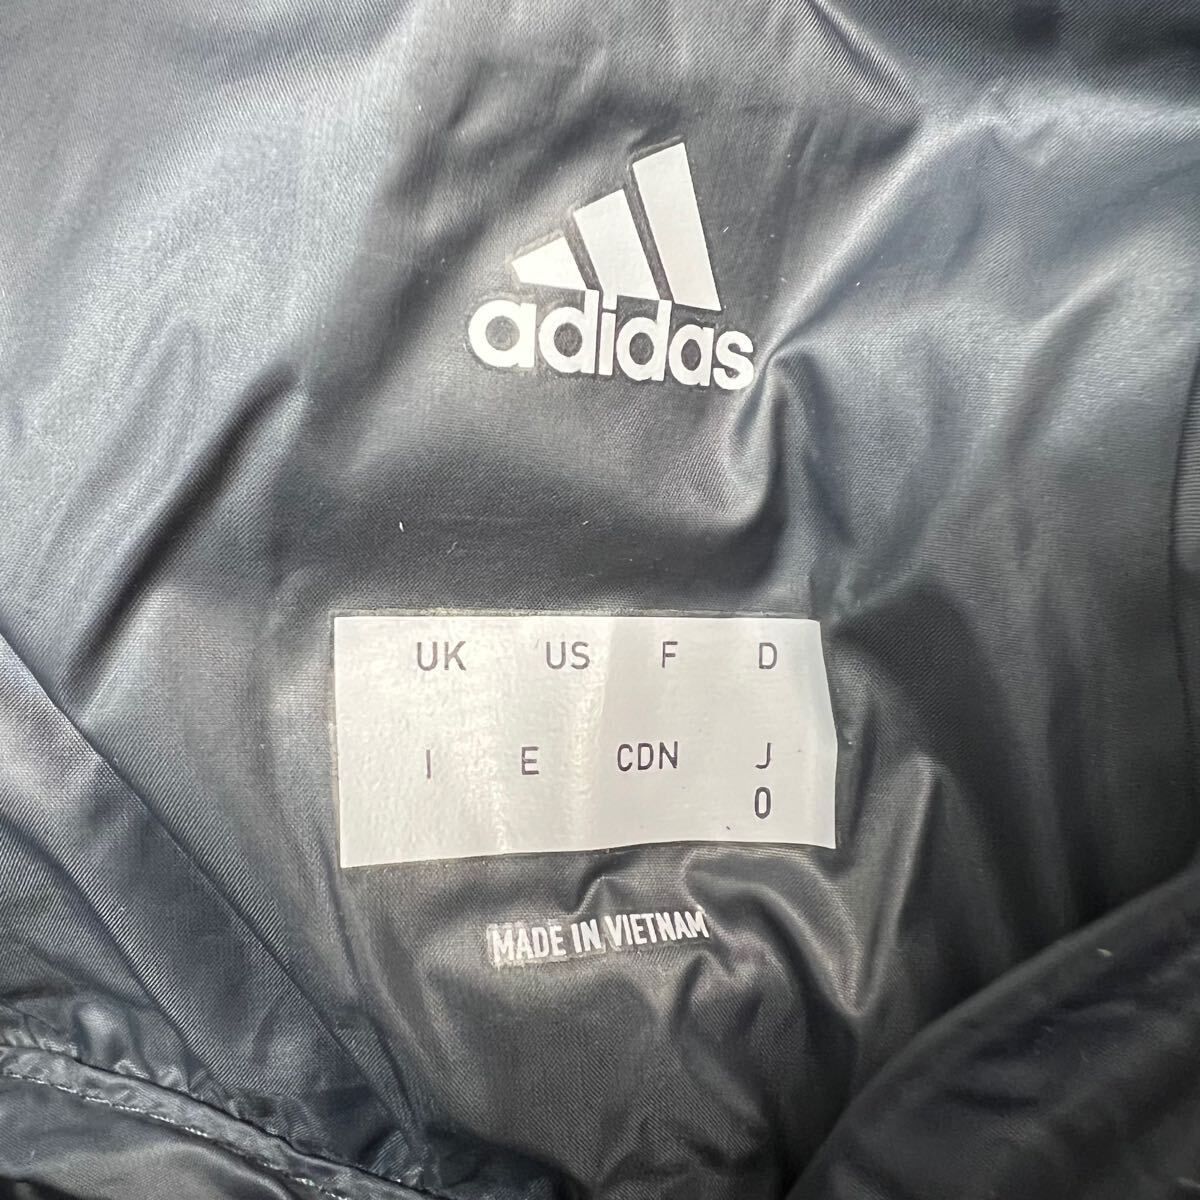 adidas
UK US F D
I E CDN J
O
MADE IN VIETNAM